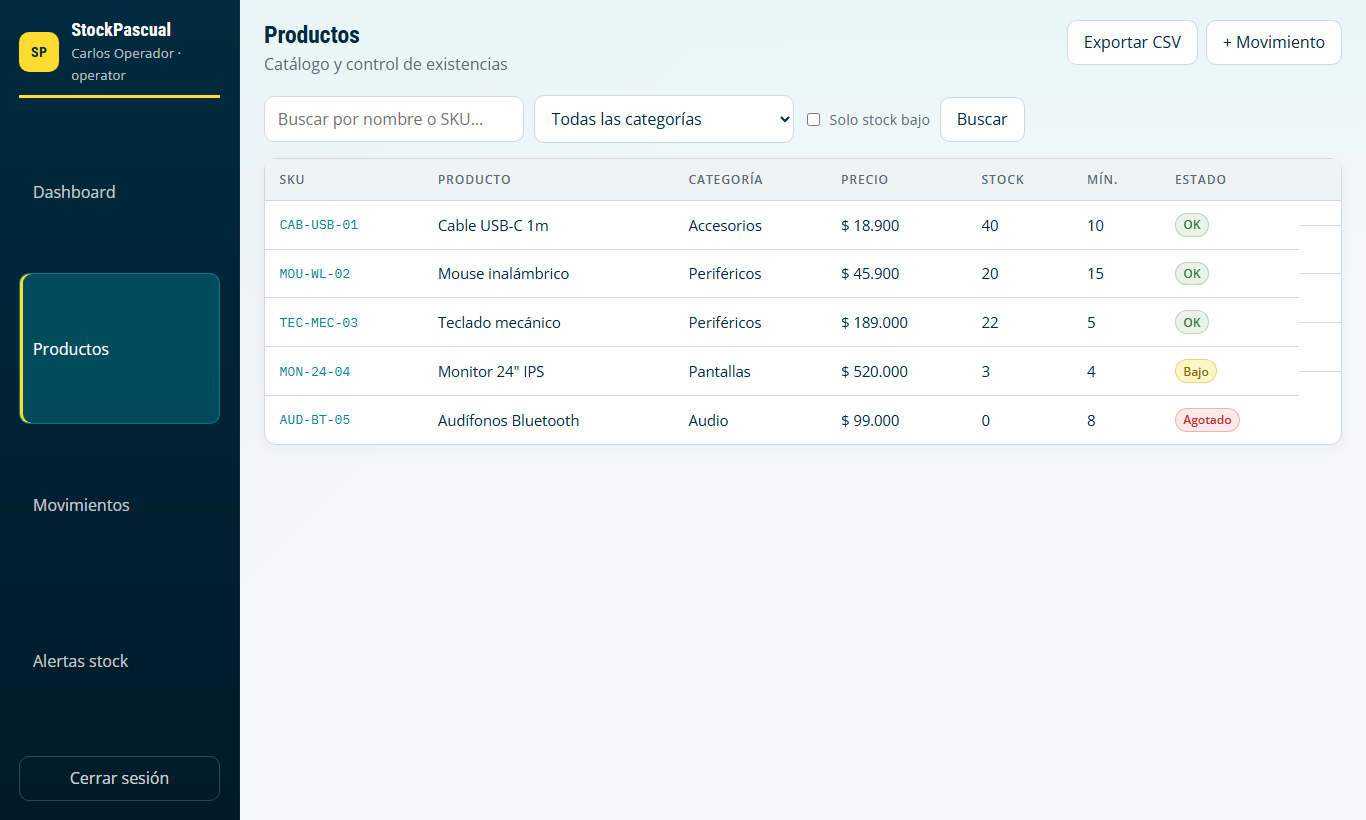 SP
StockPascual
Carlos Operador ·
operator
Dashboard
Productos
Movimientos
Alertas stock
Cerrar sesión
Productos
Catálogo y control de existencias
Exportar CSV
+ Movimiento
Buscar por nombre o SKU...
Todas las categorías
Solo stock bajo
Buscar
SKU PRODUCTO CATEGORÍA PRECIO STOCK MÍN. ESTADO
CAB-USB-01 Cable USB-C 1m Accesorios $ 18.900 40 10 OK
MOU-WL-02 Mouse inalámbrico Periféricos $ 45.900 20 15 OK
TEC-MEC-03 Teclado mecánico Periféricos $ 189.000 22 5 OK
MON-24-04 Monitor 24" IPS Pantallas $ 520.000 3 4 Bajo
AUD-BT-05 Audífonos Bluetooth Audio $ 99.000 0 8 Agotado